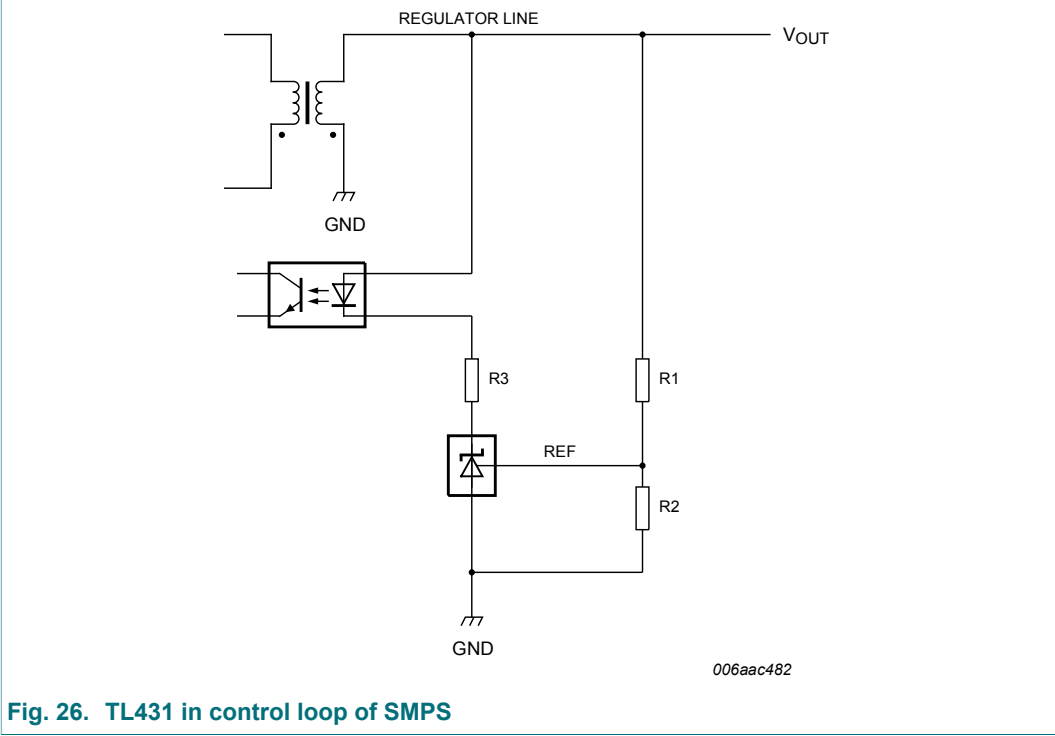 REGULATOR LINE
VOUT
GND
R3
R1
REF
R2
GND
006aac482
Fig. 26. TL431 in control loop of SMPS